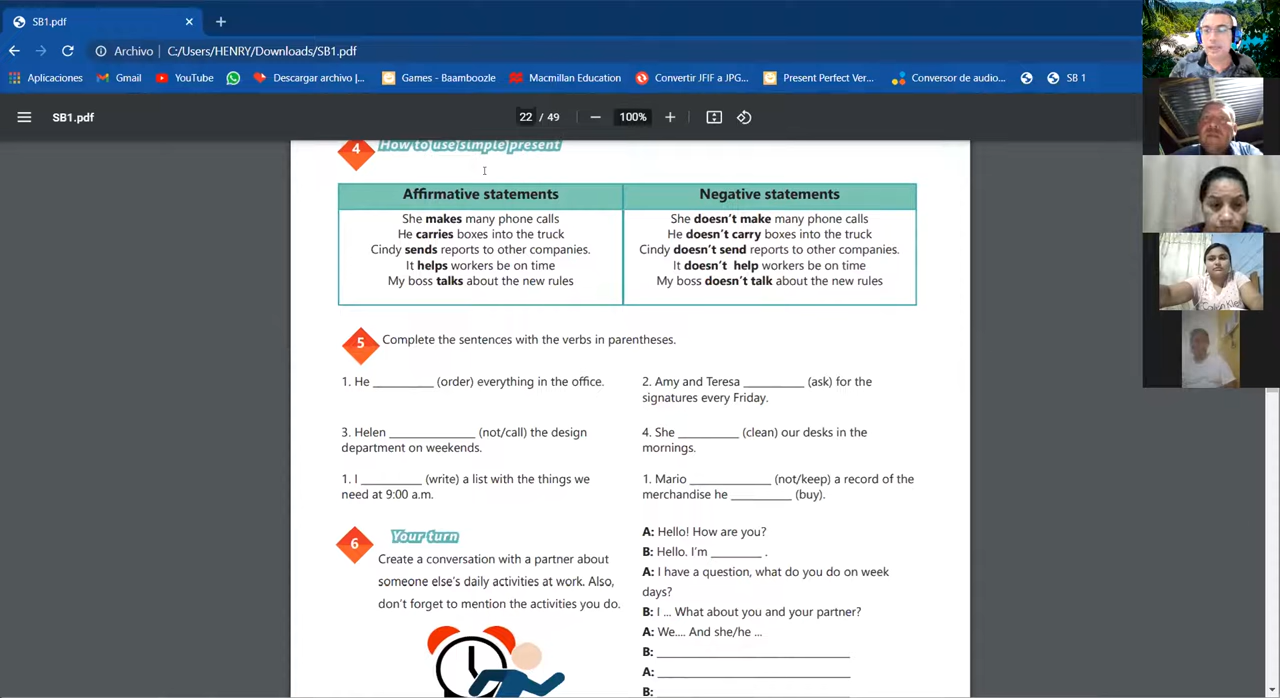 SB1.pdf
Archivo C:/Users/HENRY/Downloads/SB1.pdf
Aplicaciones Gmail YouTube Descargar archivo |... Games - Baamboozle Macmillan Education Convertir JFIF a JPG... Present Perfect Ver... Conversor de audio... SB 1
SB1.pdf 22 / 49 100%
4 How to use simple present
Affirmative statements
She makes many phone calls
He carries boxes into the truck
Cindy sends reports to other companies.
It helps workers be on time
My boss talks about the new rules
Negative statements
She doesn't make many phone calls
He doesn't carry boxes into the truck
Cindy doesn't send reports to other companies.
It doesn't help workers be on time
My boss doesn't talk about the new rules
5 Complete the sentences with the verbs in parentheses.
1. He __________ (order) everything in the office.
2. Amy and Teresa __________ (ask) for the
signatures every Friday.
3. Helen ______________ (not/call) the design
department on weekends.
4. She __________ (clean) our desks in the
mornings.
1. I __________ (write) a list with the things we
need at 9:00 a.m.
1. Mario _____________ (not/keep) a record of the
merchandise he __________ (buy).
6 Your turn
Create a conversation with a partner about
someone else's daily activities at work. Also,
don't forget to mention the activities you do.
A: Hello! How are you?
B: Hello. I'm ________ .
A: I have a question, what do you do on week
days?
B: I ... What about you and your partner?
A: We.... And she/he ...
B: ________________________________
A: ________________________________
B: